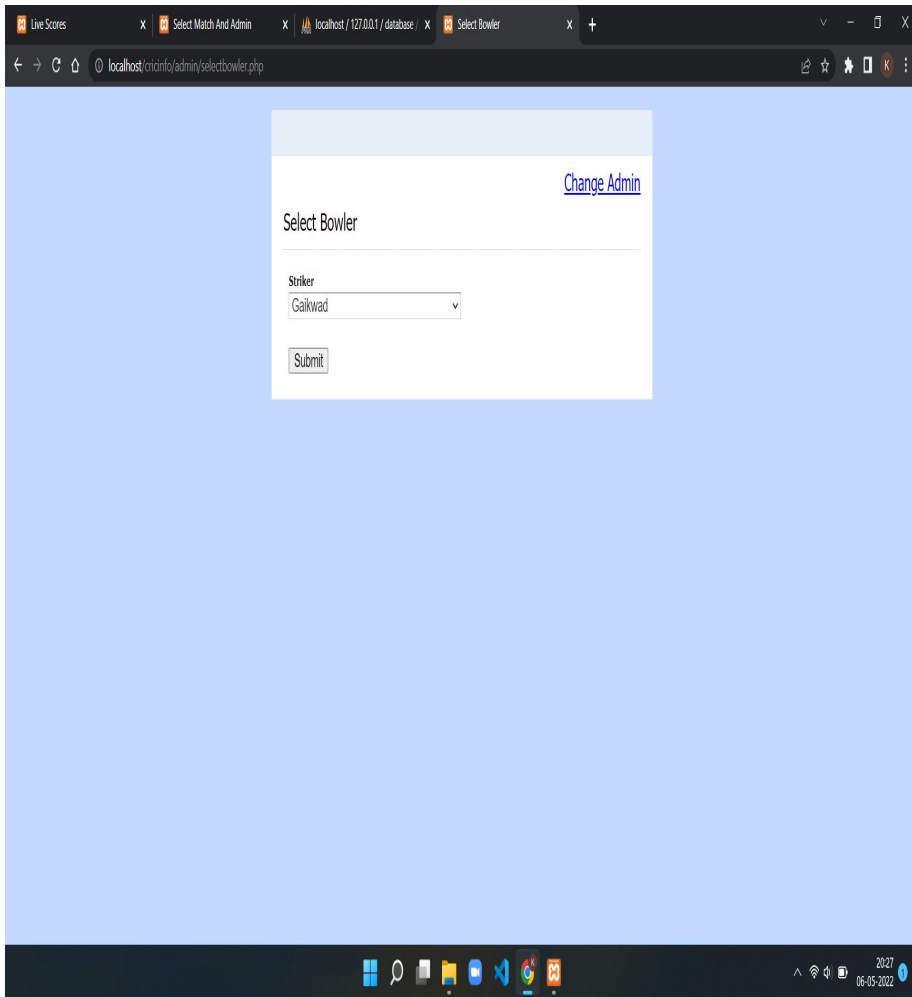 Live Scores
Select Match And Admin
localhost / 127.0.0.1 / database /
Select Bowler
localhost/cricinfo/admin/selectbowler.php
K
Change Admin
Select Bowler
Striker
Gaikwad
Submit
K
20:27
06-05-2022
1